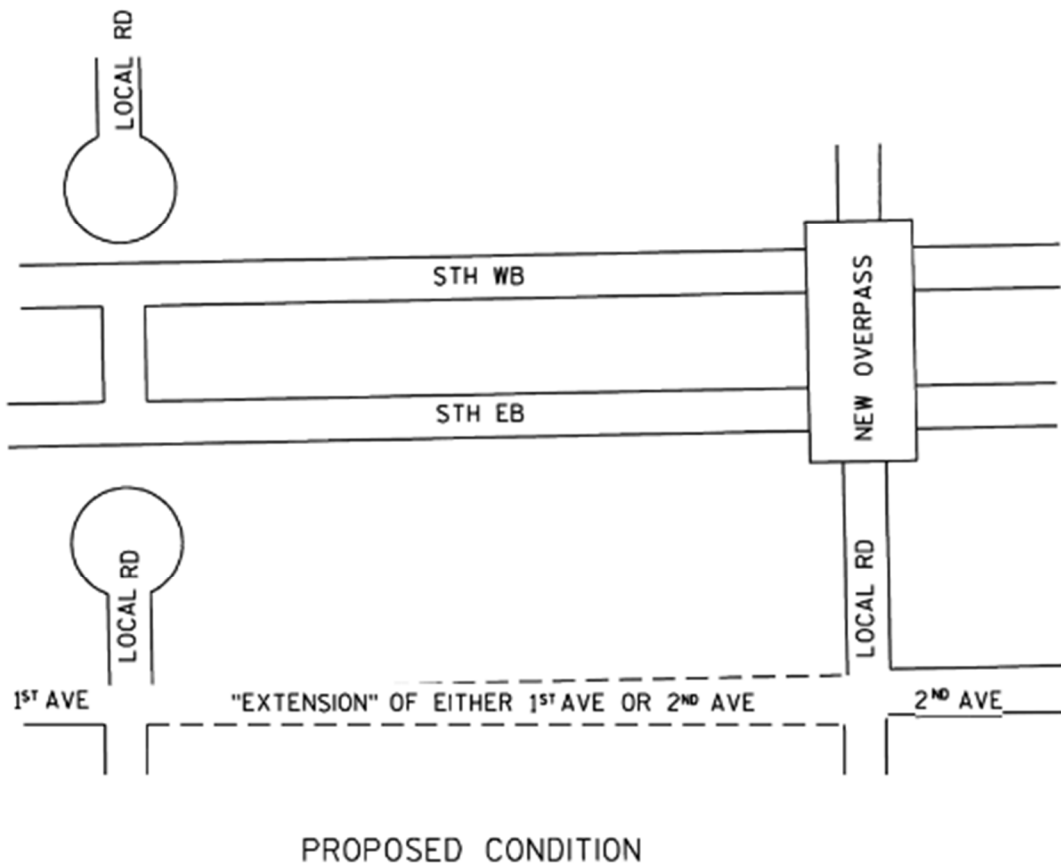 LOCAL RD
STH WB
NEW OVERPASS
STH EB
LOCAL RD
LOCAL RD
1ST AVE
"EXTENSION" OF EITHER 1ST AVE OR 2ND AVE
2ND AVE
PROPOSED CONDITION